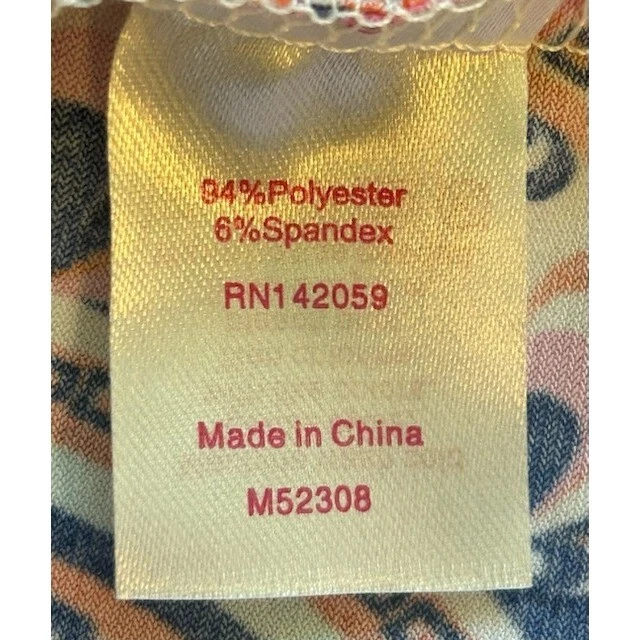 94%Polyester
6%Spandex
RN142059
Made in China
M52308